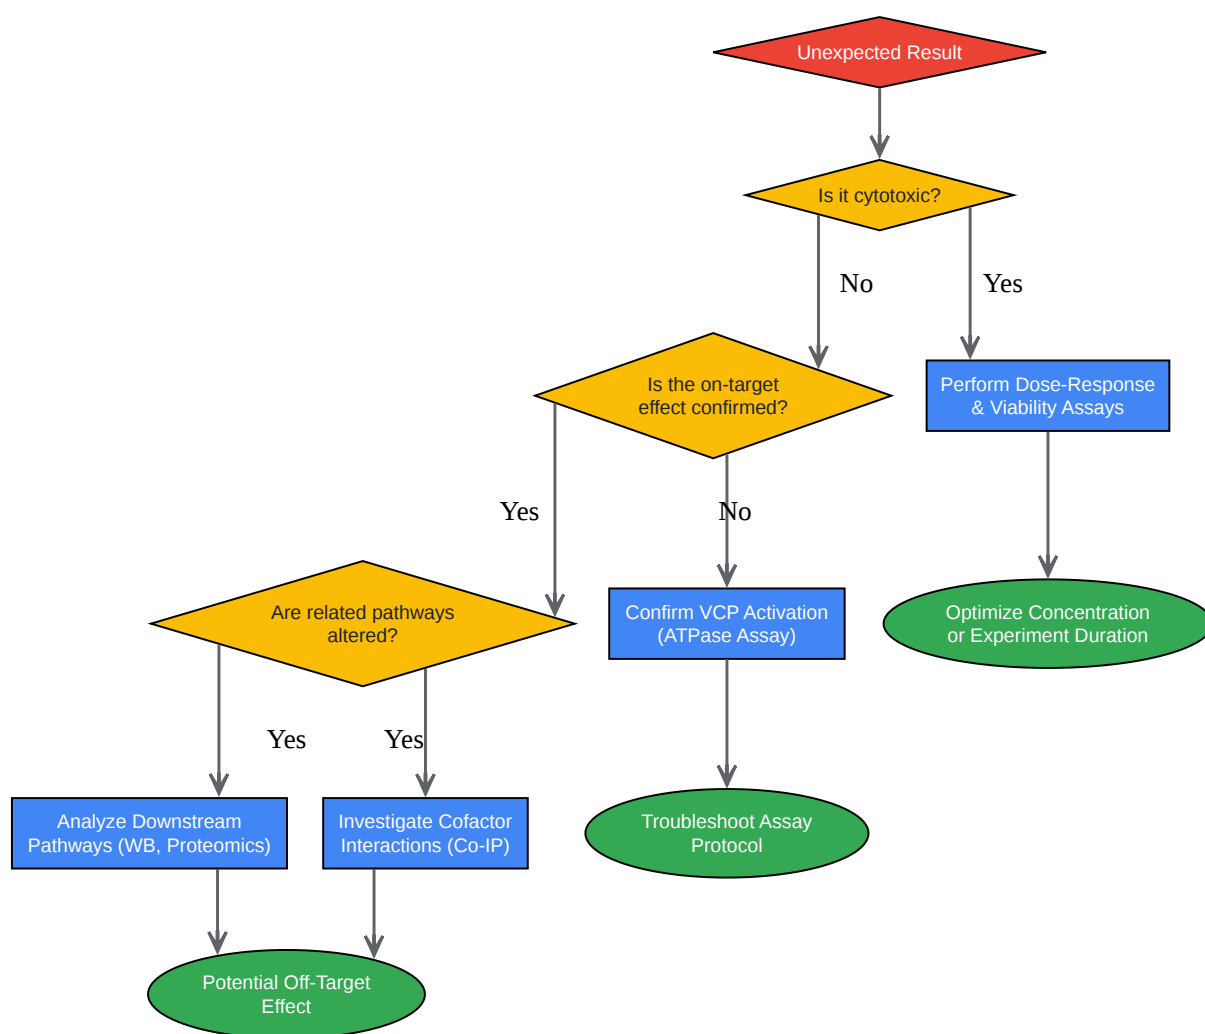 Unexpected Result
Is it cytotoxic?
No
Yes
Is the on-target
effect confirmed?
Perform Dose-Response
& Viability Assays
Yes
No
Are related pathways
altered?
Confirm VCP Activation
(ATPase Assay)
Optimize Concentration
or Experiment Duration
Yes
Yes
Analyze Downstream
Pathways (WB, Proteomics)
Investigate Cofactor
Interactions (Co-IP)
Troubleshoot Assay
Protocol
Potential Off-Target
Effect